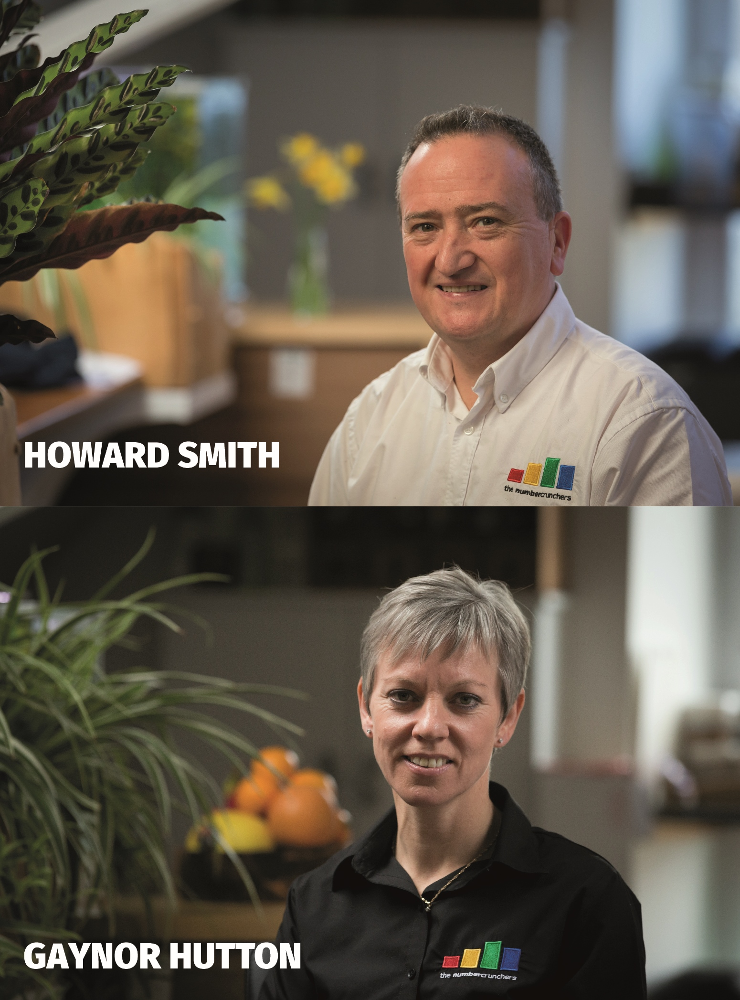 HOWARD SMITH
the numbercrunchers
GAYNOR HUTTON
the numbercrunchers